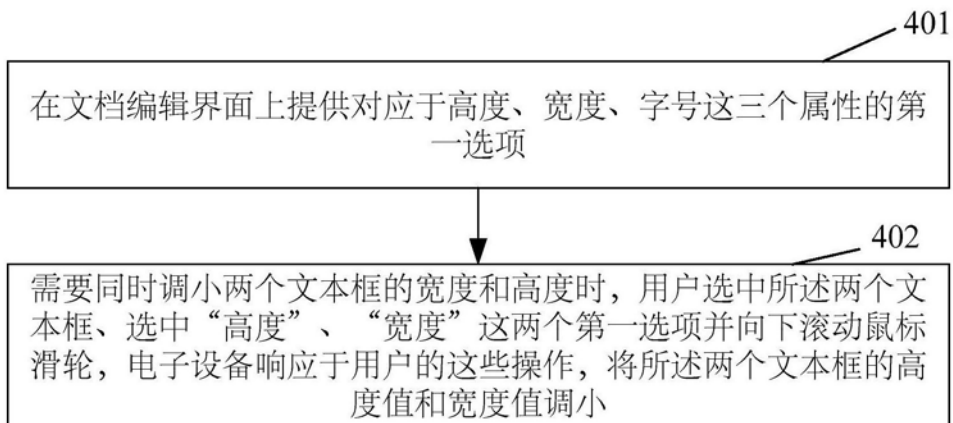 401
在文档编辑界面上提供对应于高度、宽度、字号这三个属性的第
一选项
402
需要同时调小两个文本框的宽度和高度时，用户选中所述两个文
本框、选中“高度”、“宽度”这两个第一选项并向下滚动鼠标
滑轮，电子设备响应于用户的这些操作，将所述两个文本框的高
度值和宽度值调小